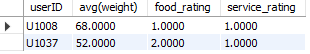 userID avg(weight) food_rating service_rating
U1008 68.0000 1.0000 1.0000
U1037 52.0000 2.0000 1.0000